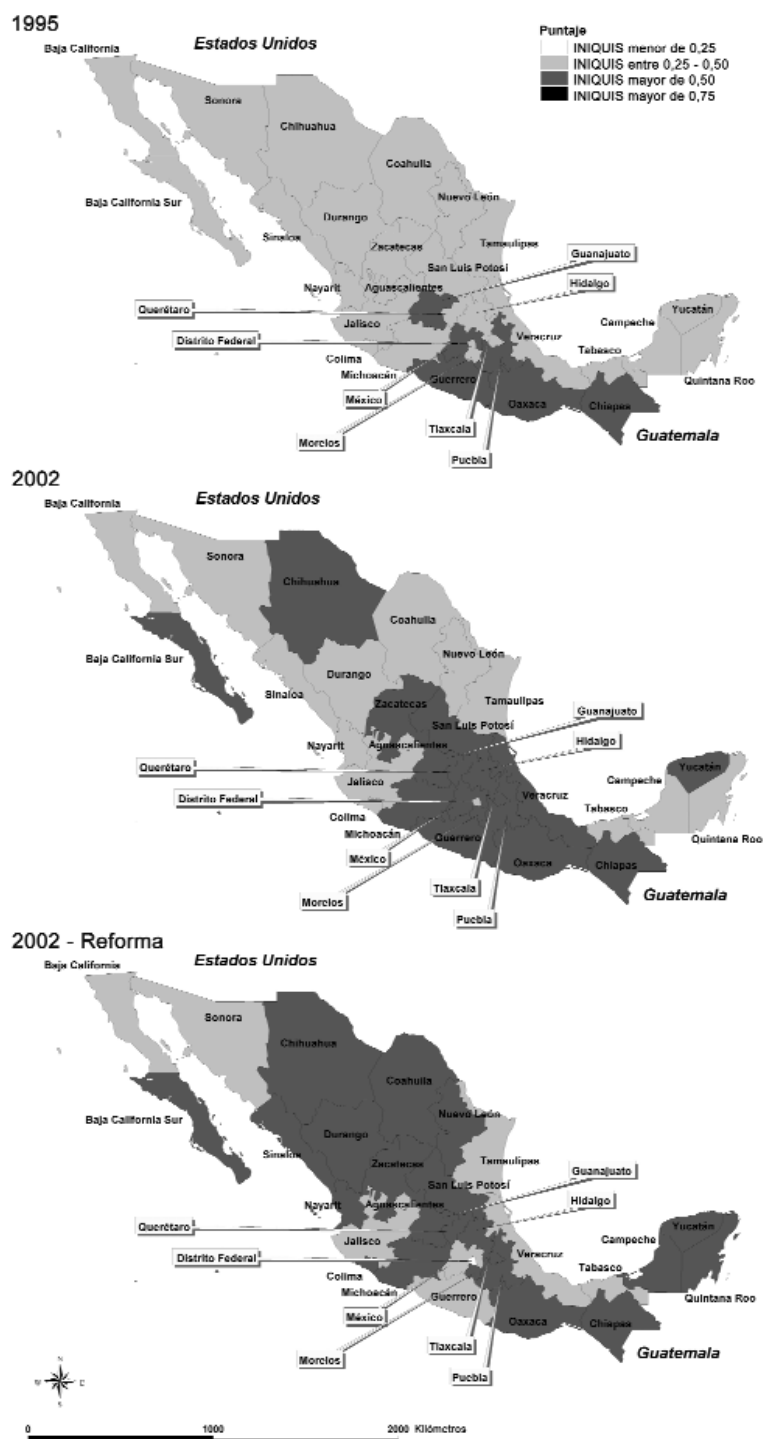 1995
Estados Unidos
Puntaje
INIQUIS menor de 0,25
INIQUIS entre 0,25 - 0,50
INIQUIS mayor de 0,50
INIQUIS mayor de 0,75
Baja California
Sonora
Chihuahua
Coahuila
Nuevo León
Baja California Sur
Durango
Sinaloa
Zacatecas
Tamaulipas
Guanajuato
San Luis Potosí
Nayarit
Aguascalientes
Hidalgo
Querétaro
Jalisco
Campeche
Yucatán
Distrito Federal
Veracruz
Tabasco
Colima
Michoacán
Guerrero
Quintana Roo
México
Oaxaca
Chiapas
Tlaxcala
Morelos
Guatemala
Puebla
2002
Baja California
Estados Unidos
Sonora
Chihuahua
Coahuila
Nuevo León
Baja California Sur
Durango
Sinaloa
Zacatecas
Tamaulipas
Guanajuato
San Luis Potosí
Nayarit
Aguascalientes
Hidalgo
Querétaro
Jalisco
Campeche
Yucatán
Distrito Federal
Veracruz
Tabasco
Colima
Michoacán
Guerrero
Quintana Roo
México
Oaxaca
Chiapas
Tlaxcala
Morelos
Guatemala
Puebla
2002 - Reforma
Baja California
Estados Unidos
Sonora
Chihuahua
Coahuila
Nuevo León
Baja California Sur
Durango
Sinaloa
Zacatecas
Tamaulipas
Guanajuato
San Luis Potosí
Nayarit
Aguascalientes
Hidalgo
Querétaro
Jalisco
Campeche
Yucatán
Distrito Federal
Veracruz
Tabasco
Colima
Michoacán
Guerrero
Quintana Roo
México
Oaxaca
Chiapas
Tlaxcala
Morelos
Guatemala
Puebla
N
W
S
0 1000 2000 Kilómetros